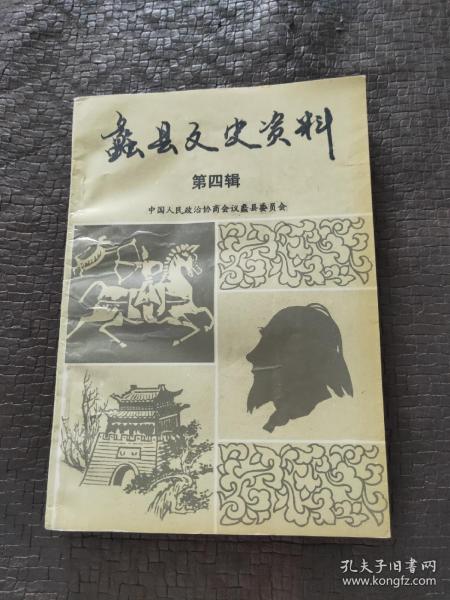 蠡县文史资料
第四辑
中国人民政治协商会议蠡县委员会
孔夫子旧书网
www.kongfz.com